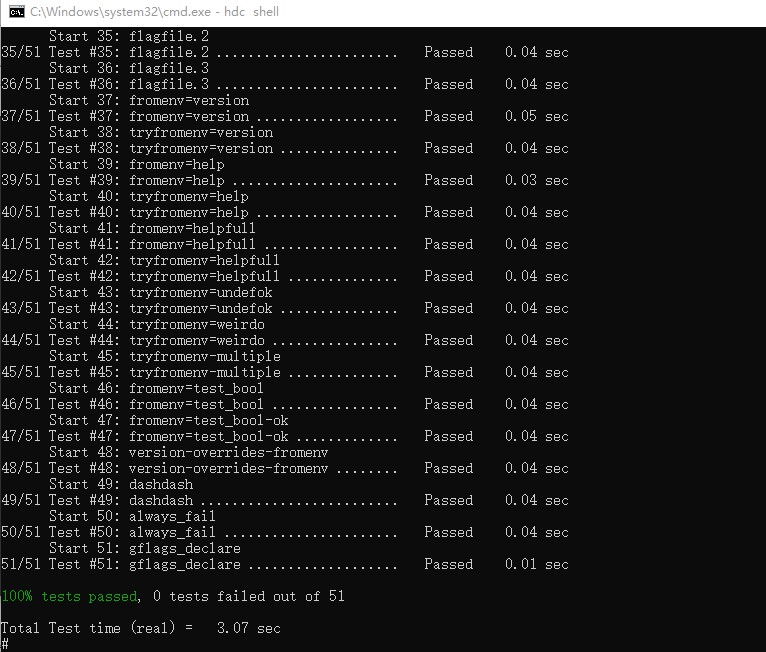 C:\Windows\system32\cmd.exe - hdc  shell
      Start 35: flagfile.2
35/51 Test #35: flagfile.2 .......................   Passed    0.04 sec
      Start 36: flagfile.3
36/51 Test #36: flagfile.3 .......................   Passed    0.04 sec
      Start 37: fromenv=version
37/51 Test #37: fromenv=version ..................   Passed    0.05 sec
      Start 38: tryfromenv=version
38/51 Test #38: tryfromenv=version ...............   Passed    0.04 sec
      Start 39: fromenv=help
39/51 Test #39: fromenv=help .....................   Passed    0.03 sec
      Start 40: tryfromenv=help
40/51 Test #40: tryfromenv=help ..................   Passed    0.04 sec
      Start 41: fromenv=helpfull
41/51 Test #41: fromenv=helpfull .................   Passed    0.04 sec
      Start 42: tryfromenv=helpfull
42/51 Test #42: tryfromenv=helpfull ..............   Passed    0.04 sec
      Start 43: tryfromenv=undefok
43/51 Test #43: tryfromenv=undefok ...............   Passed    0.04 sec
      Start 44: tryfromenv=weirdo
44/51 Test #44: tryfromenv=weirdo ................   Passed    0.04 sec
      Start 45: tryfromenv-multiple
45/51 Test #45: tryfromenv-multiple ..............   Passed    0.04 sec
      Start 46: fromenv=test_bool
46/51 Test #46: fromenv=test_bool ................   Passed    0.04 sec
      Start 47: fromenv=test_bool-ok
47/51 Test #47: fromenv=test_bool-ok .............   Passed    0.04 sec
      Start 48: version-overrides-fromenv
48/51 Test #48: version-overrides-fromenv ........   Passed    0.04 sec
      Start 49: dashdash
49/51 Test #49: dashdash .........................   Passed    0.04 sec
      Start 50: always_fail
50/51 Test #50: always_fail ......................   Passed    0.04 sec
      Start 51: gflags_declare
51/51 Test #51: gflags_declare ...................   Passed    0.01 sec
100% tests passed, 0 tests failed out of 51
Total Test time (real) =   3.07 sec
#